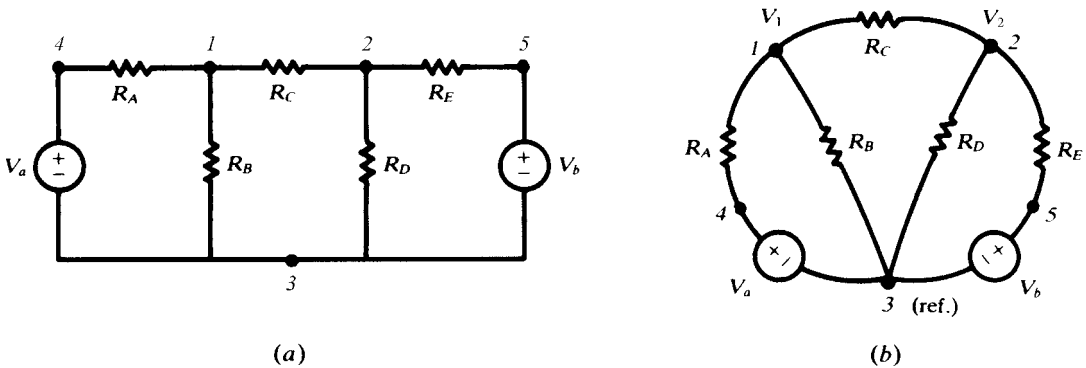 4 1 2 5
R_A R_C R_E
V_a + − R_B R_D + − V_b
3
(a)
V_1 V_2
1 R_C 2
R_A R_B R_D R_E
4 5
V_a + − − + V_b
3 (ref.)
(b)